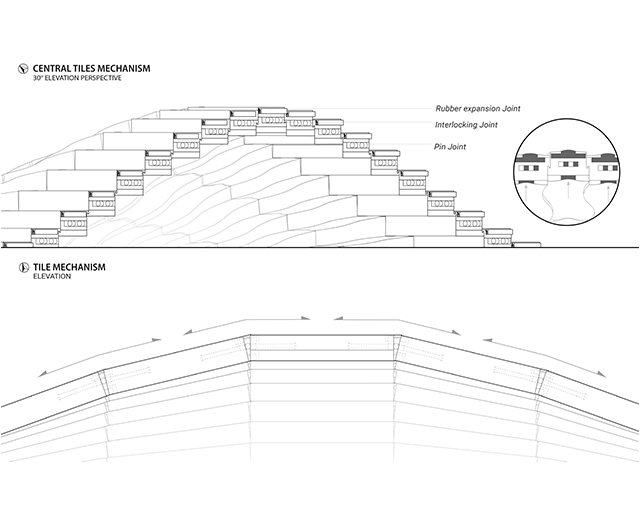 CENTRAL TILES MECHANISM
30° ELEVATION PERSPECTIVE
Rubber expansion Joint
Interlocking Joint
Pin Joint
TILE MECHANISM
ELEVATION